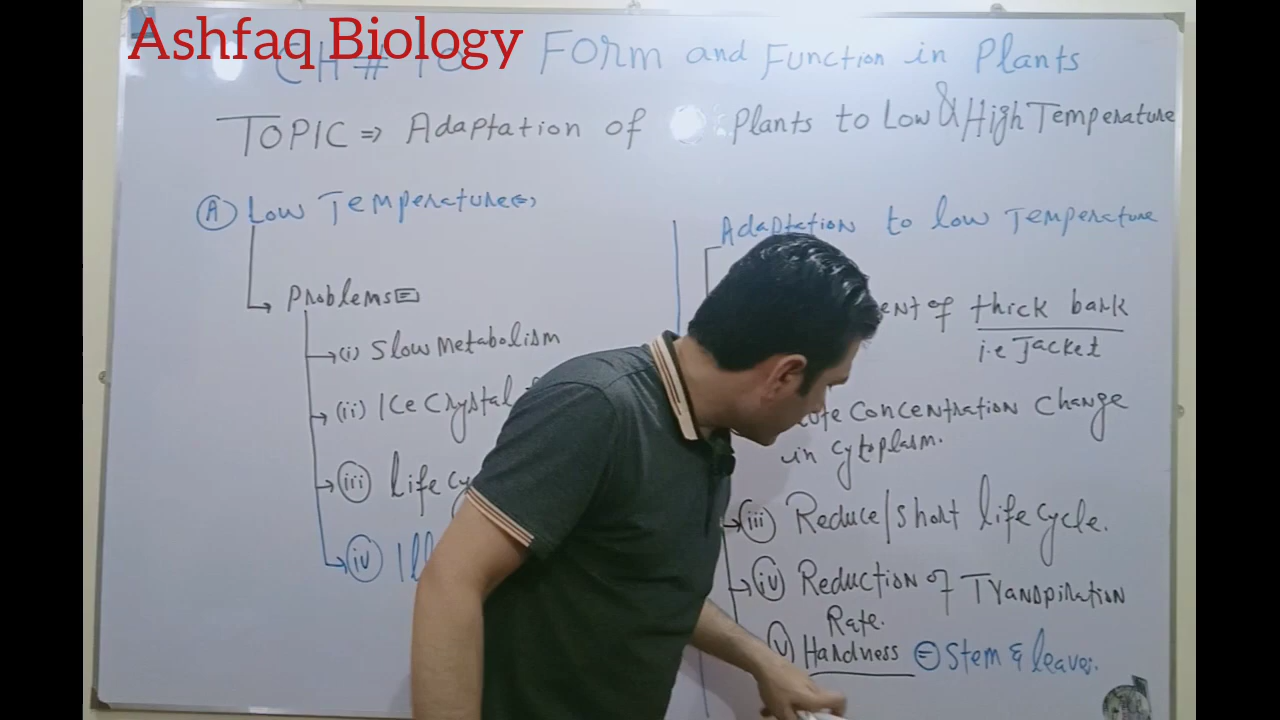 Ashfaq Biology
CH # 10 Form and Function in Plants
TOPIC ⇒ Adaptation of Plants to Low & High Temperature
(A) Low Temperature
Problems
(i) Slow Metabolism
(ii) Ice Crystal
(iii) Life
(iv)
Adaptation to low Temperature
of thick bark
i.e Jacket
Concentration Change
in cytoplasm.
(iii) Reduce/Short life cycle.
(iv) Reduction of Transpiration
Rate.
(v) Hardness = Stem & leaves.